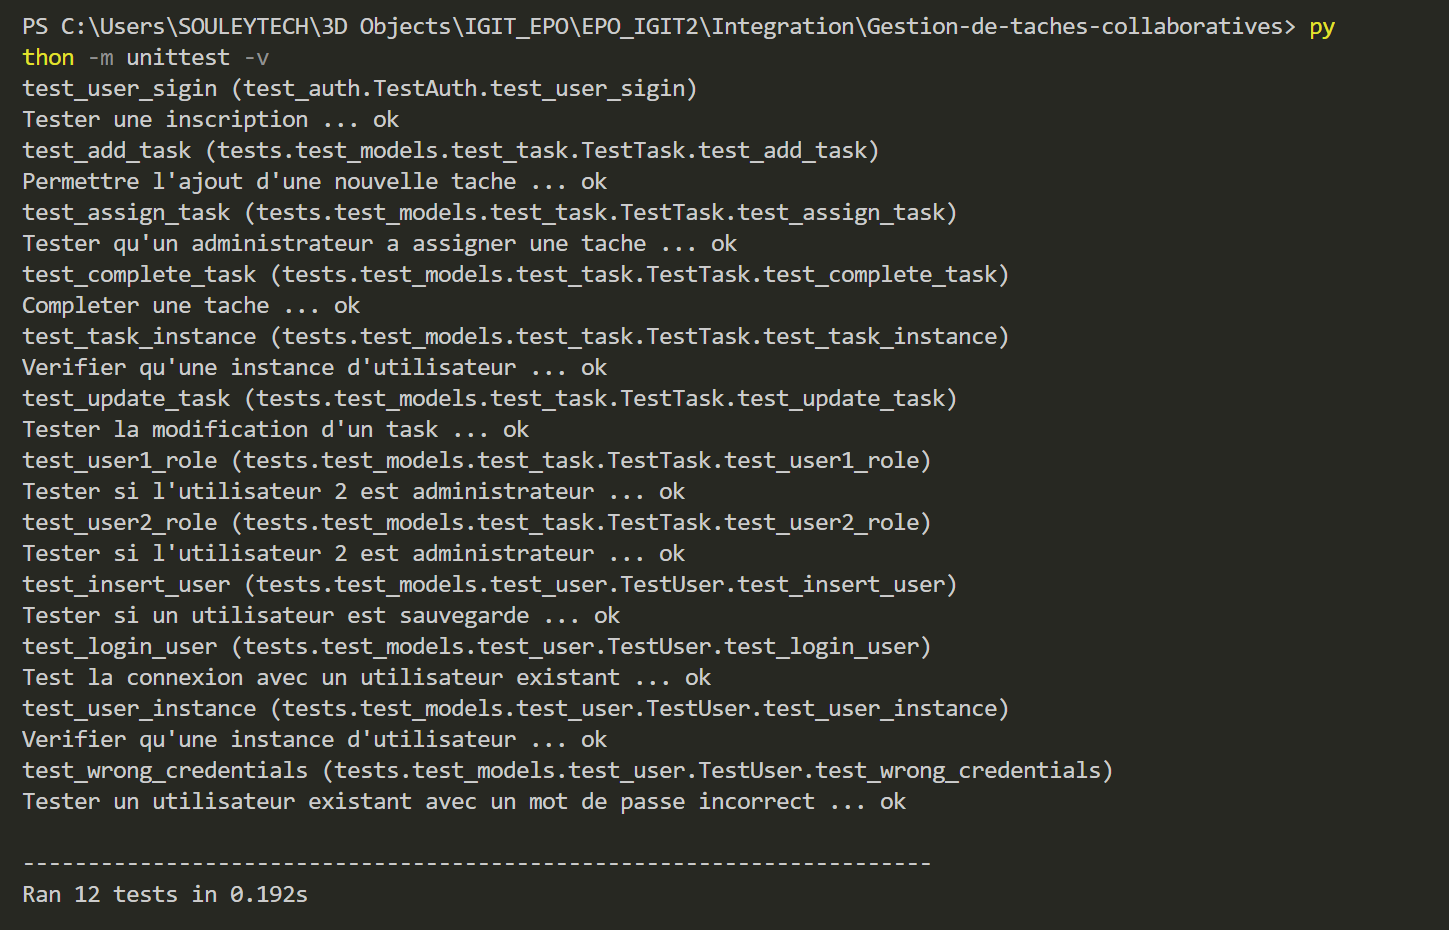 PS C:\Users\SOULEYTECH\3D Objects\IGIT_EPO\EPO_IGIT2\Integration\Gestion-de-taches-collaboratives> py
thon -m unittest -v
test_user_sigin (test_auth.TestAuth.test_user_sigin)
Tester une inscription ... ok
test_add_task (tests.test_models.test_task.TestTask.test_add_task)
Permettre l'ajout d'une nouvelle tache ... ok
test_assign_task (tests.test_models.test_task.TestTask.test_assign_task)
Tester qu'un administrateur a assigner une tache ... ok
test_complete_task (tests.test_models.test_task.TestTask.test_complete_task)
Completer une tache ... ok
test_task_instance (tests.test_models.test_task.TestTask.test_task_instance)
Verifier qu'une instance d'utilisateur ... ok
test_update_task (tests.test_models.test_task.TestTask.test_update_task)
Tester la modification d'un task ... ok
test_user1_role (tests.test_models.test_task.TestTask.test_user1_role)
Tester si l'utilisateur 2 est administrateur ... ok
test_user2_role (tests.test_models.test_task.TestTask.test_user2_role)
Tester si l'utilisateur 2 est administrateur ... ok
test_insert_user (tests.test_models.test_user.TestUser.test_insert_user)
Tester si un utilisateur est sauvegarde ... ok
test_login_user (tests.test_models.test_user.TestUser.test_login_user)
Test la connexion avec un utilisateur existant ... ok
test_user_instance (tests.test_models.test_user.TestUser.test_user_instance)
Verifier qu'une instance d'utilisateur ... ok
test_wrong_credentials (tests.test_models.test_user.TestUser.test_wrong_credentials)
Tester un utilisateur existant avec un mot de passe incorrect ... ok
----------------------------------------------------------------------
Ran 12 tests in 0.192s